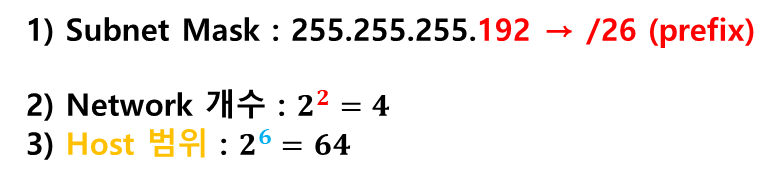 1) Subnet Mask : 255.255.255.192 → /26 (prefix)
2) Network 개수 : 2² = 4
3) Host 범위 : 2⁶ = 64